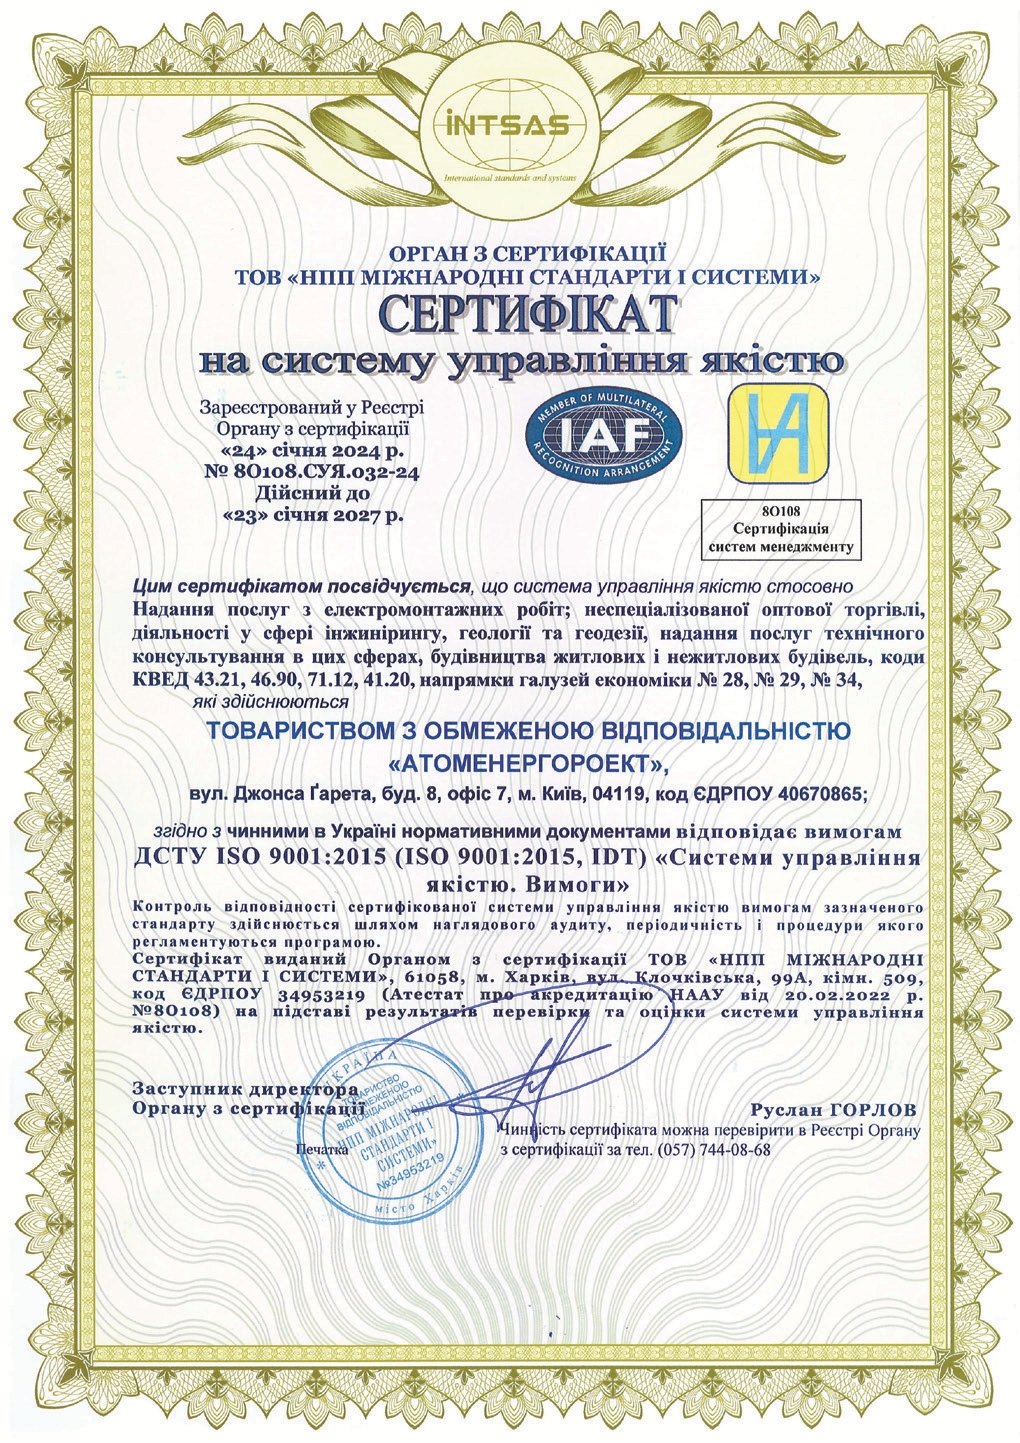 iNTSAS
International standards and systems
ОРГАН З СЕРТИФІКАЦІЇ
ТОВ «НПП МІЖНАРОДНІ СТАНДАРТИ І СИСТЕМИ»
СЕРТИФІКАТ
на систему управління якістю
Зареєстрований у Реєстрі
Органу з сертифікації
«24» січня 2024 р.
№ 8О108.СУЯ.032-24
Дійсний до
«23» січня 2027 р.
MEMBER OF MULTILATERAL
IAF
RECOGNITION ARRANGEMENT
8О108
Сертифікація
систем менеджменту
Цим сертифікатом посвідчується, що система управління якістю стосовно
Надання послуг з електромонтажних робіт; неспеціалізованої оптової торгівлі,
діяльності у сфері інжинірингу, геології та геодезії, надання послуг технічного
консультування в цих сферах, будівництва житлових і нежитлових будівель, коди
КВЕД 43.21, 46.90, 71.12, 41.20, напрямки галузей економіки № 28, № 29, № 34,
які здійснюються
ТОВАРИСТВОМ З ОБМЕЖЕНОЮ ВІДПОВІДАЛЬНІСТЮ
«АТОМЕНЕРГОРОЕКТ»,
вул. Джонса Ґарета, буд. 8, офіс 7, м. Київ, 04119, код ЄДРПОУ 40670865;
згідно з чинними в Україні нормативними документами відповідає вимогам
ДСТУ ISO 9001:2015 (ISO 9001:2015, IDT) «Системи управління
якістю. Вимоги»
Контроль відповідності сертифікованої системи управління якістю вимогам зазначеного
стандарту здійснюється шляхом наглядового аудиту, періодичність і процедури якого
регламентуються програмою.
Сертифікат виданий Органом з сертифікації ТОВ «НПП МІЖНАРОДНІ
СТАНДАРТИ І СИСТЕМИ», 61058, м. Харків, вул. Клочківська, 99А, кімн. 509,
код ЄДРПОУ 34953219 (Атестат про акредитацію НААУ від 20.02.2022 р.
№8О108) на підставі результатів перевірки та оцінки системи управління
якістю.
Заступник директора
Органу з сертифікації
Руслан ГОРЛОВ
Чинність сертифіката можна перевірити в Реєстрі Органу
з сертифікації за тел. (057) 744-08-68
Печатка
УКРАЇНА
ТОВАРИСТВО
З ОБМЕЖЕНОЮ
ВІДПОВІДАЛЬНІСТЮ
«НПП МІЖНАРОДНІ
СТАНДАРТИ І
СИСТЕМИ»
№34953219
місто Харків